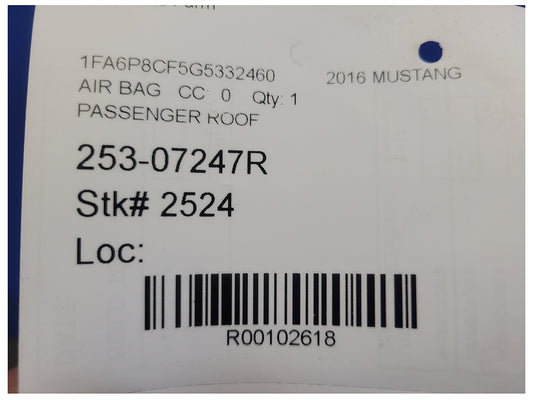 1FA6P8CF5G5332460 2016 MUSTANG
AIR BAG CC: 0 Qty: 1
PASSENGER ROOF
253-07247R
Stk# 2524
Loc:
R00102618